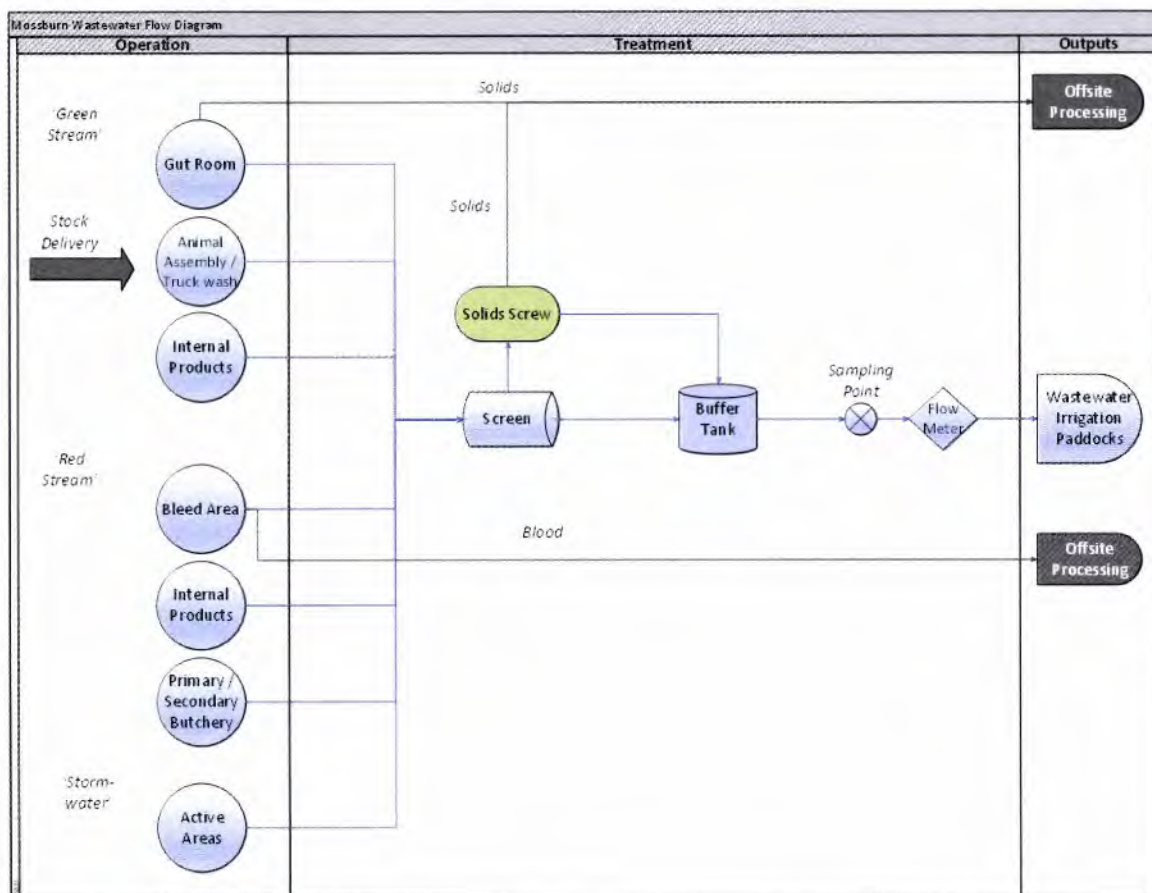 Mossburn Wastewater Flow Diagram
Operation
Treatment
Outputs
'Green
Stream'
Gut Room
Solids
Offsite
Processing
Stock
Delivery
Animal
Assembly /
Truck wash
Solids
Solids Screw
Internal
Products
Screen
Buffer
Tank
Sampling
Point
Flow
Meter
Wastewater
Irrigation
Paddocks
'Red
Stream'
Bleed Area
Blood
Offsite
Processing
Internal
Products
Primary /
Secondary
Butchery
'Storm-
water
Active
Areas